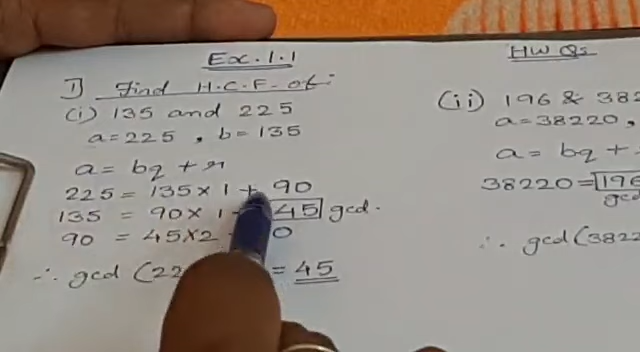 Ex. 1.1
I) Find H.C.F. of:
(i) 135 and 225
a=225 , b=135
a= bq + r
225 = 135 × 1 + 90
135 = 90 × 1 45 gcd.
90 = 45×2 0
∴ gcd (22 = 45
HW Qs
(ii) 196 & 382
a=38220,
a= bq +
38220= 196
gcd
∴ gcd(3822